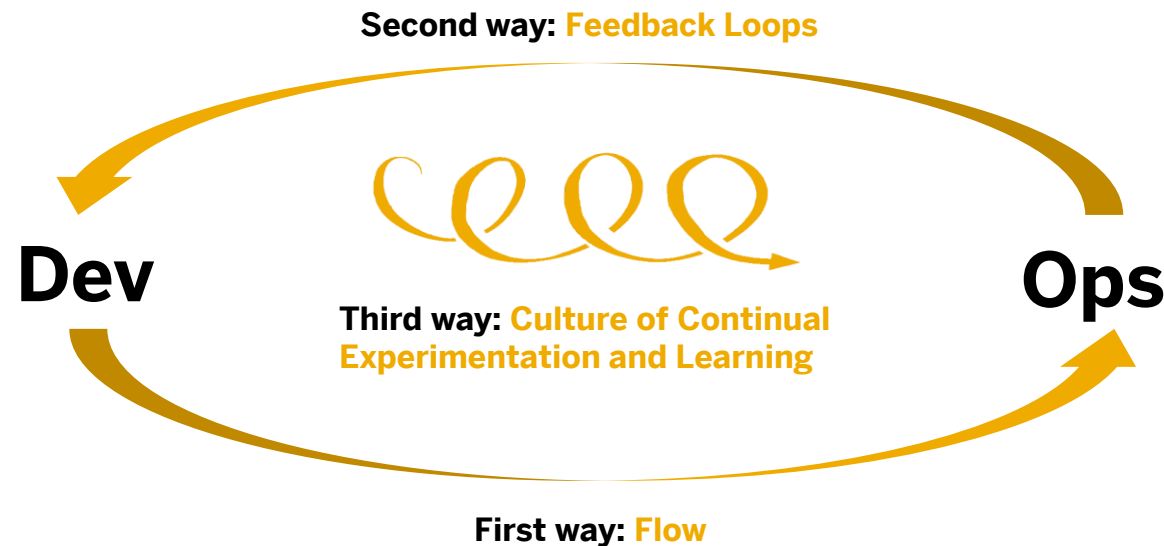 Second way: Feedback Loops
Dev
Ops
Third way: Culture of Continual
Experimentation and Learning
First way: Flow